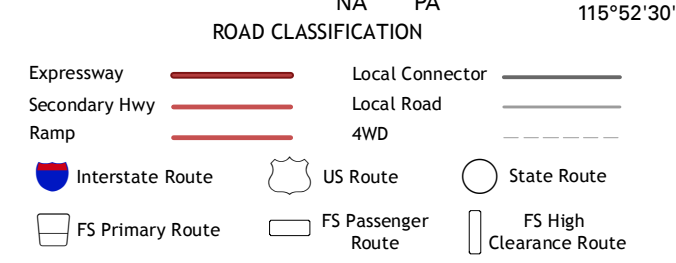 NA PA
115°52'30'
ROAD CLASSIFICATION
Expressway
Local Connector
Secondary Hwy
Local Road
Ramp
4WD
Interstate Route
US Route
State Route
FS Primary Route
FS Passenger
Route
FS High
Clearance Route